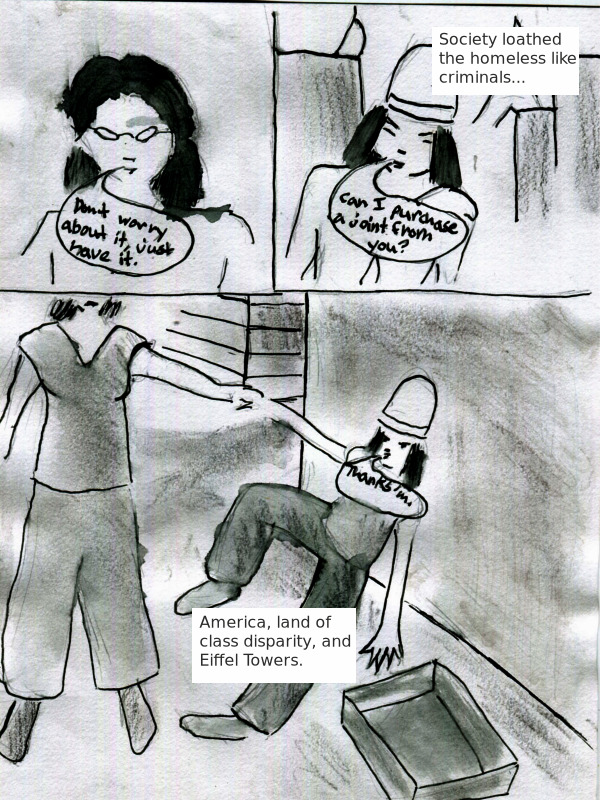 Society loathed
the homeless like
criminals...
Don't worry
about it, just
have it.
Can I purchase
a joint from
you?
Thanks'm.
America, land of
class disparity, and
Eiffel Towers.